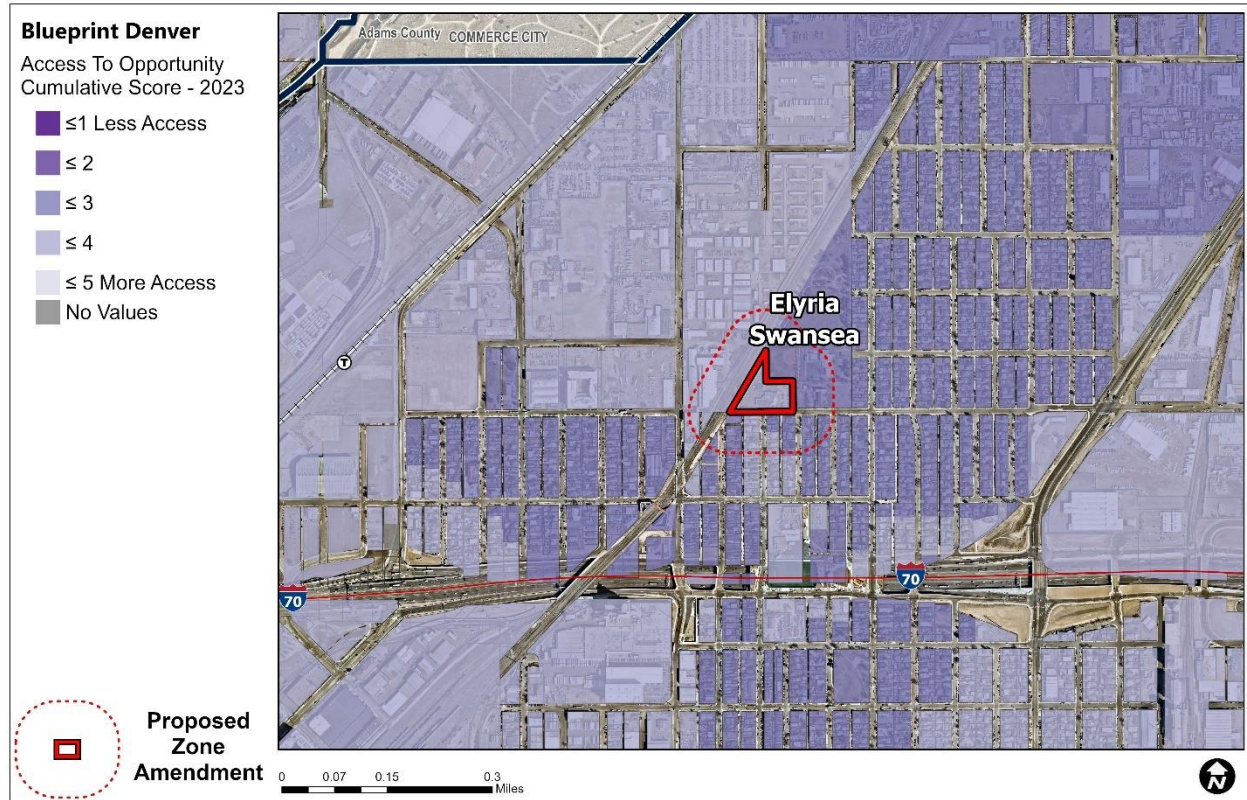 Blueprint Denver
Access To Opportunity
Cumulative Score - 2023
≤1 Less Access
≤ 2
≤ 3
≤ 4
≤ 5 More Access
No Values
Adams County
COMMERCE CITY
Elyria
Swansea
T
70
70
Proposed
Zone
Amendment
0 0.07 0.15 0.3
Miles
N